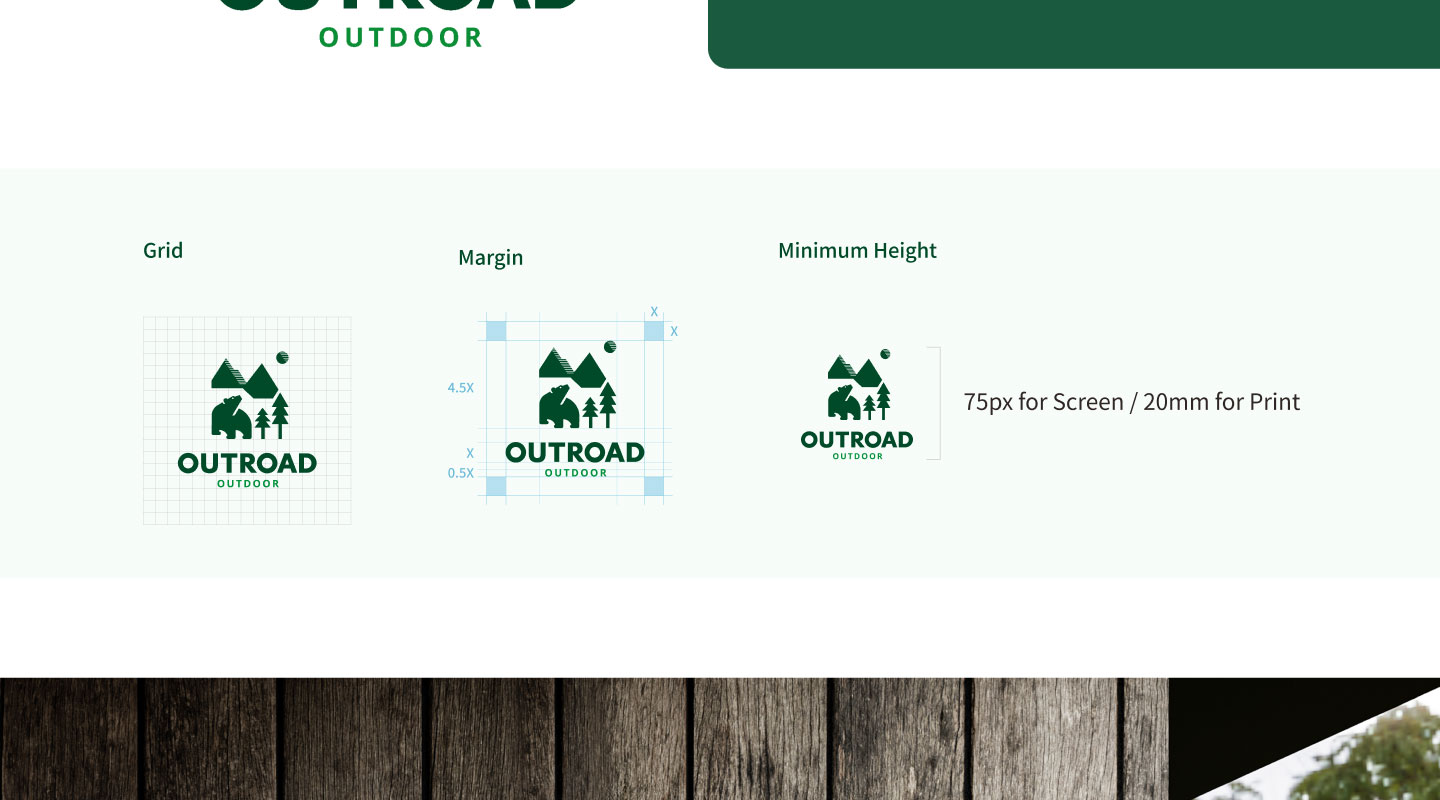 OUTROAD
OUTDOOR
Grid
Margin
Minimum Height
OUTROAD
OUTDOOR
X
X
4.5X
X
0.5X
OUTROAD
OUTDOOR
OUTROAD
OUTDOOR
75px for Screen / 20mm for Print